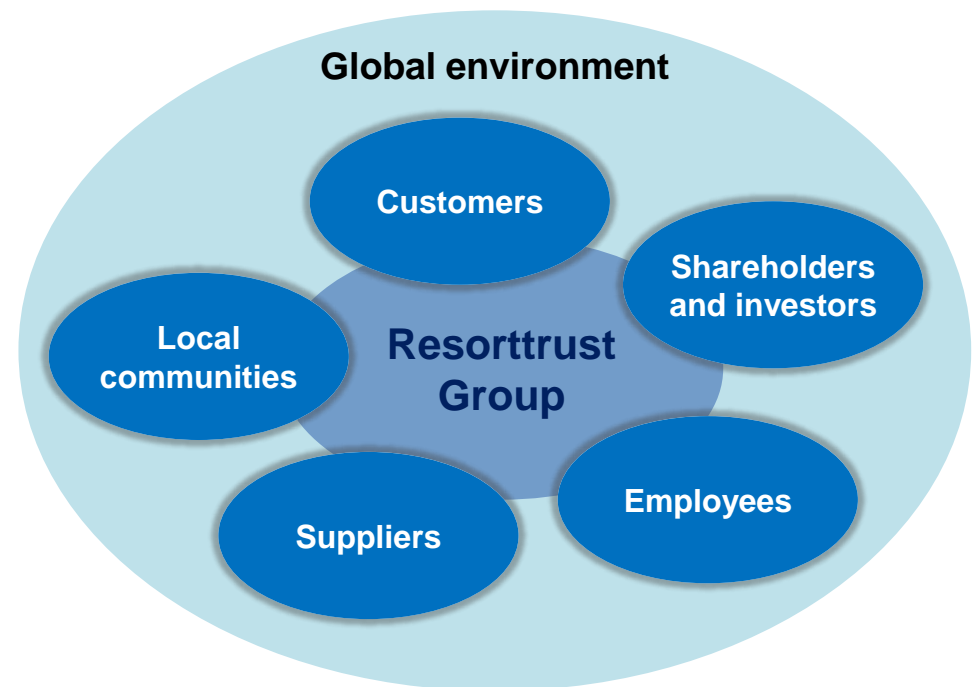 Global environment
Customers
Shareholders
and investors
Resorttrust
Group
Local
communities
Employees
Suppliers